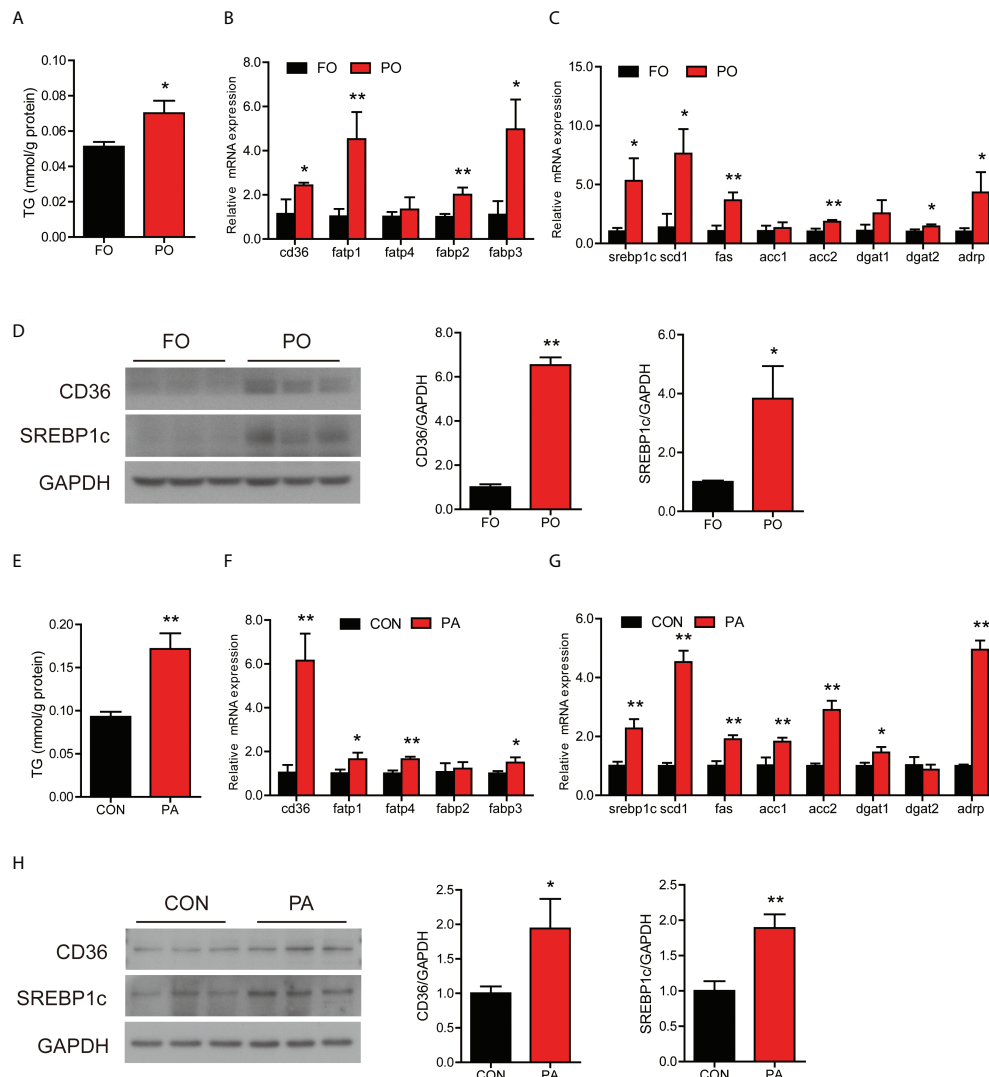 A
TG (mmol/g protein)
0.10
0.08
0.06
0.04
0.02
0.00
*
FO
PO
B
Relative mRNA expression
8.0
6.0
4.0
2.0
0.0
FO PO
* ** ** *
cd36 fatp1 fatp4 fabp2 fabp3
C
Relative mRNA expression
15.0
10.0
5.0
0.0
FO PO
* * ** ** * *
srebp1c scd1 fas acc1 acc2 dgat1 dgat2 adrp
D
FO PO
CD36
SREBP1c
GAPDH
CD36/GAPDH
8.0
6.0
4.0
2.0
0.0
**
FO PO
SREBP1c/GAPDH
6.0
4.0
2.0
0.0
*
FO PO
E
TG (mmol/g protein)
0.20
0.15
0.10
0.05
0.00
**
CON PA
F
Relative mRNA expression
8.0
6.0
4.0
2.0
0.0
CON PA
** * ** *
cd36 fatp1 fatp4 fabp2 fabp3
G
Relative mRNA expression
6.0
4.0
2.0
0.0
CON PA
** ** ** ** ** * **
srebp1c scd1 fas acc1 acc2 dgat1 dgat2 adrp
H
CON PA
CD36
SREBP1c
GAPDH
CD36/GAPDH
2.5
2.0
1.5
1.0
0.5
0.0
*
CON PA
SREBP1c/GAPDH
2.5
2.0
1.5
1.0
0.5
0.0
**
CON PA